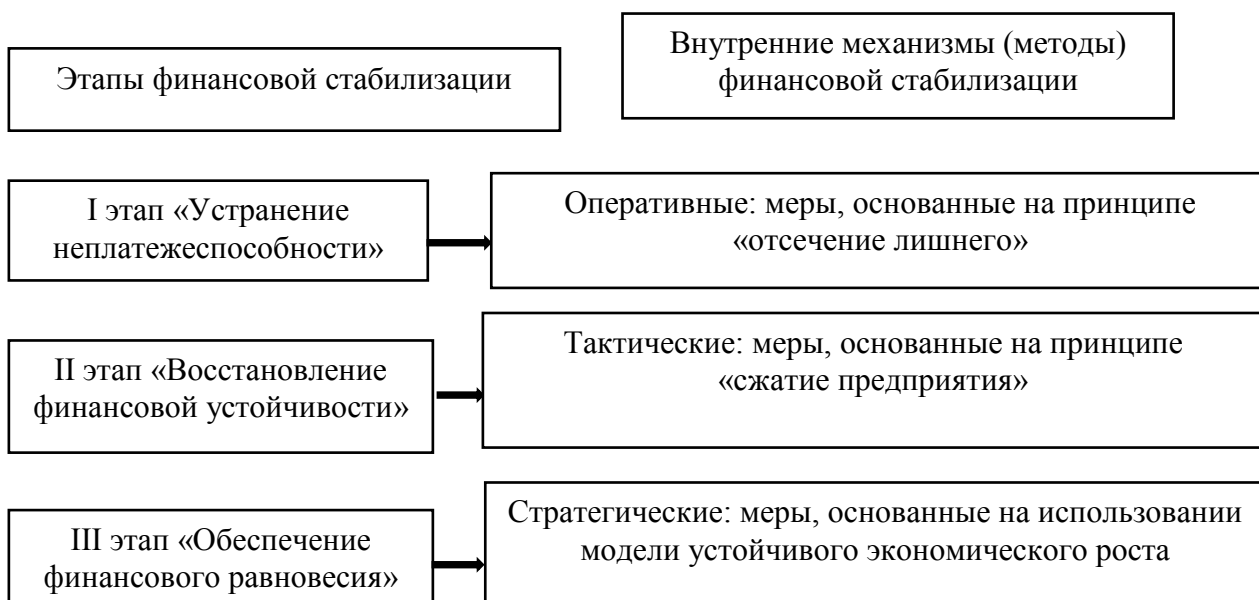 Этапы финансовой стабилизации
Внутренние механизмы (методы)
финансовой стабилизации
I этап «Устранение
неплатежеспособности»
Оперативные: меры, основанные на принципе
«отсечение лишнего»
II этап «Восстановление
финансовой устойчивости»
Тактические: меры, основанные на принципе
«сжатие предприятия»
III этап «Обеспечение
финансового равновесия»
Стратегические: меры, основанные на использовании
модели устойчивого экономического роста